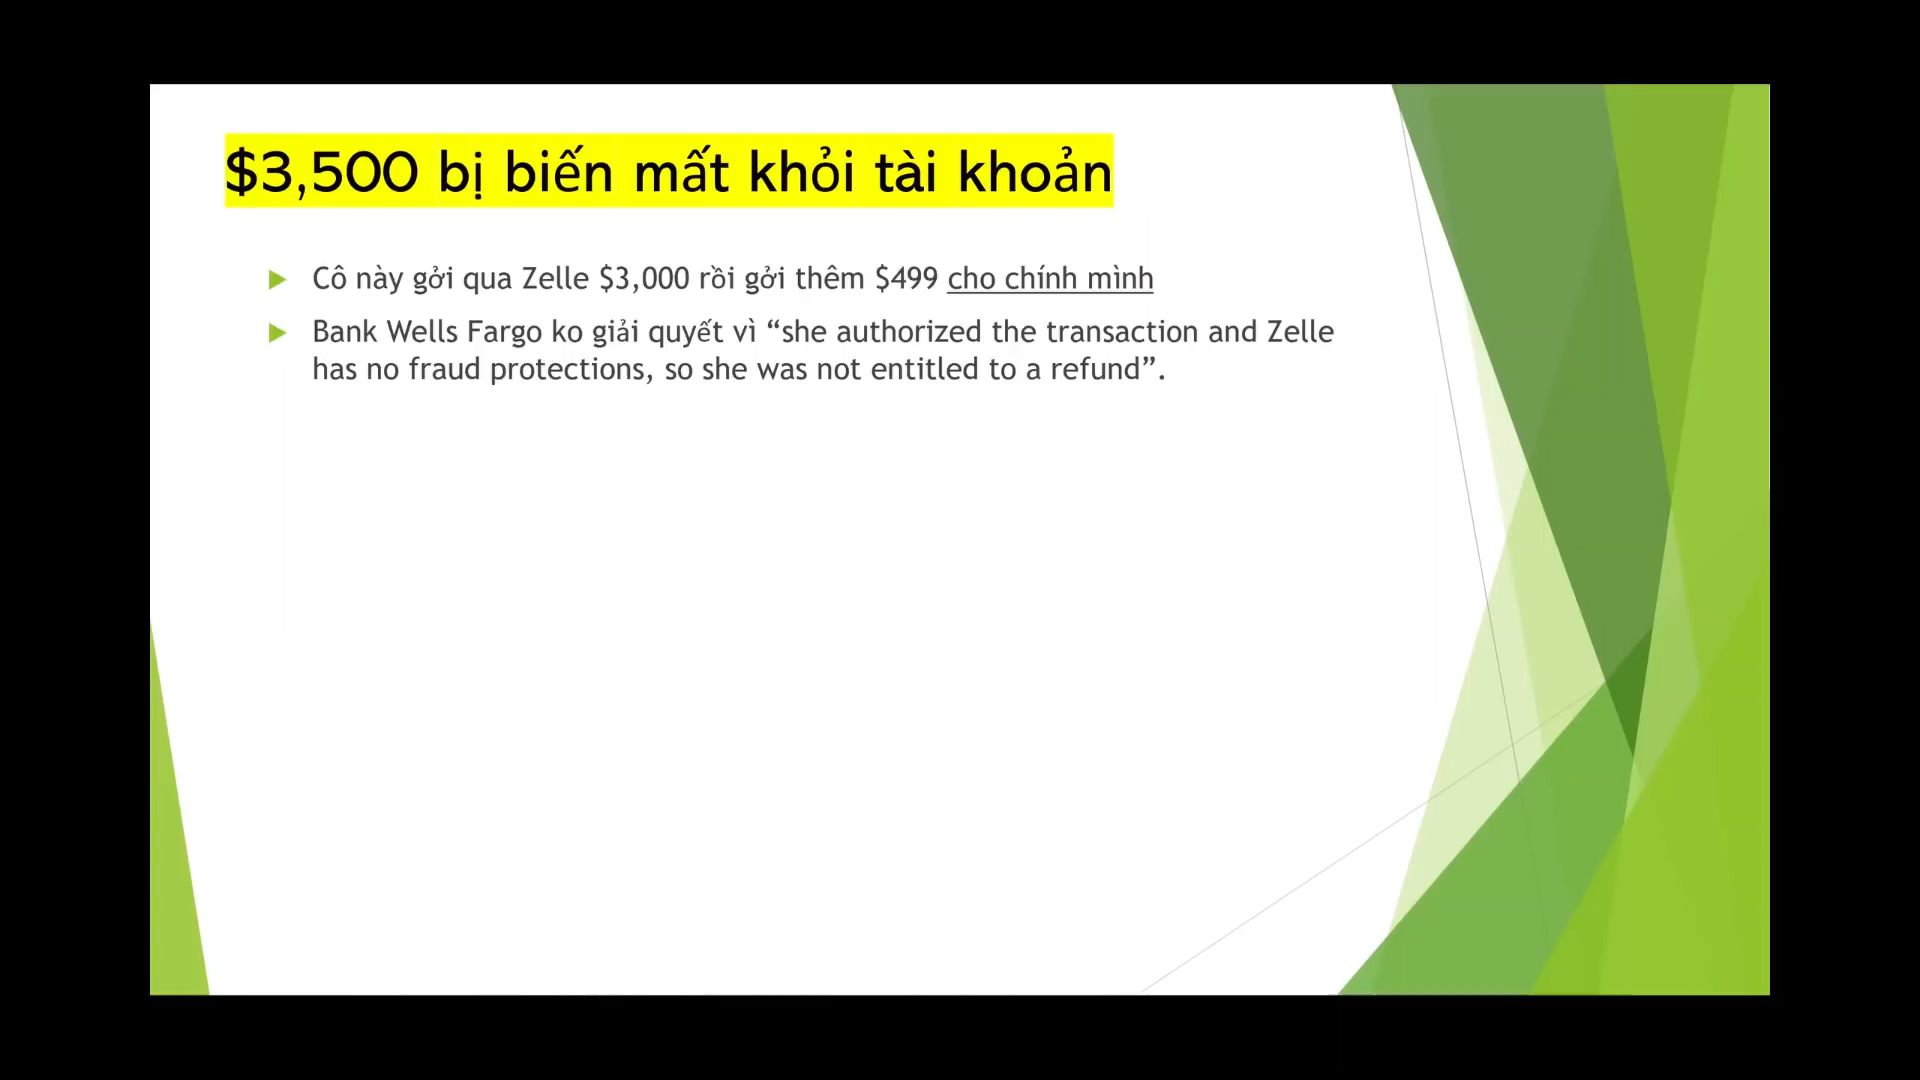 $3,500 bị biến mất khỏi tài khoản
Cô này gởi qua Zelle $3,000 rồi gởi thêm $499 cho chính mình
Bank Wells Fargo ko giải quyết vì “she authorized the transaction and Zelle
has no fraud protections, so she was not entitled to a refund”.